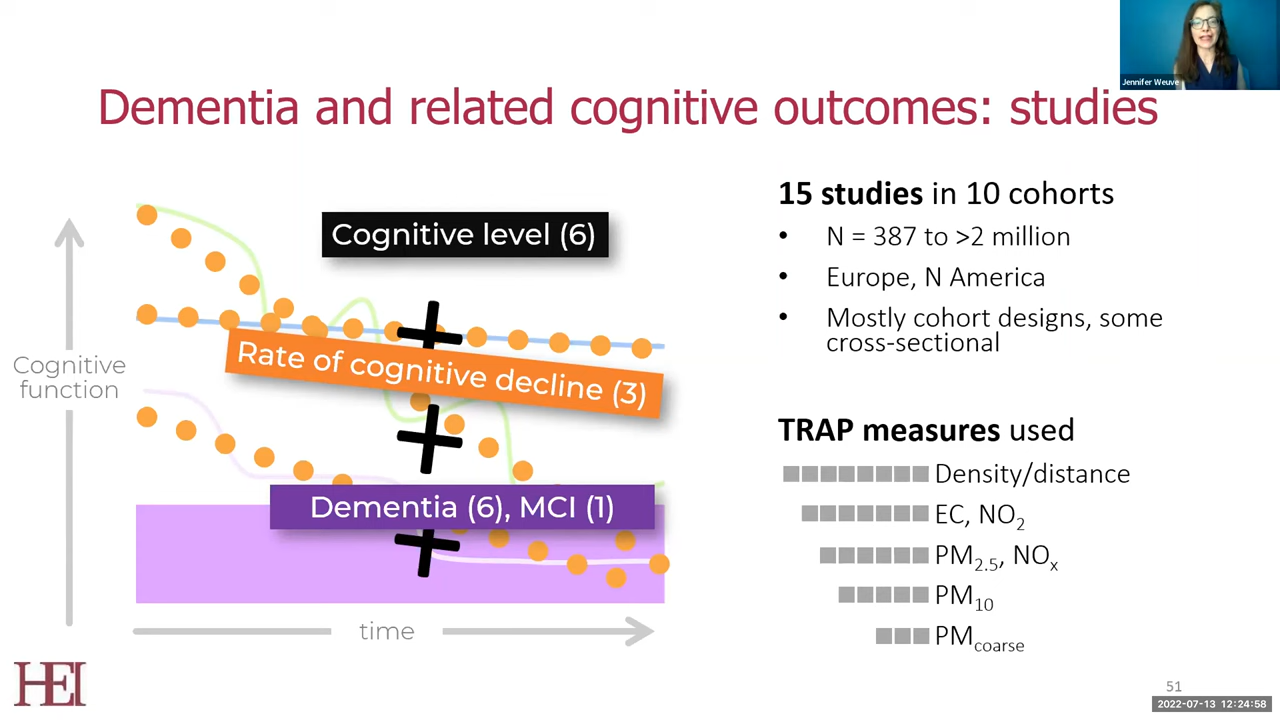 Jennifer Weuve
Dementia and related cognitive outcomes: studies
Cognitive level (6)
Rate of cognitive decline (3)
Dementia (6), MCI (1)
Cognitive
function
time
15 studies in 10 cohorts
• N = 387 to >2 million
• Europe, N America
• Mostly cohort designs, some
cross-sectional
TRAP measures used
Density/distance
EC, NO2
PM2.5, NOx
PM10
PMcoarse
HEI
51
2022-07-13 12:24:58